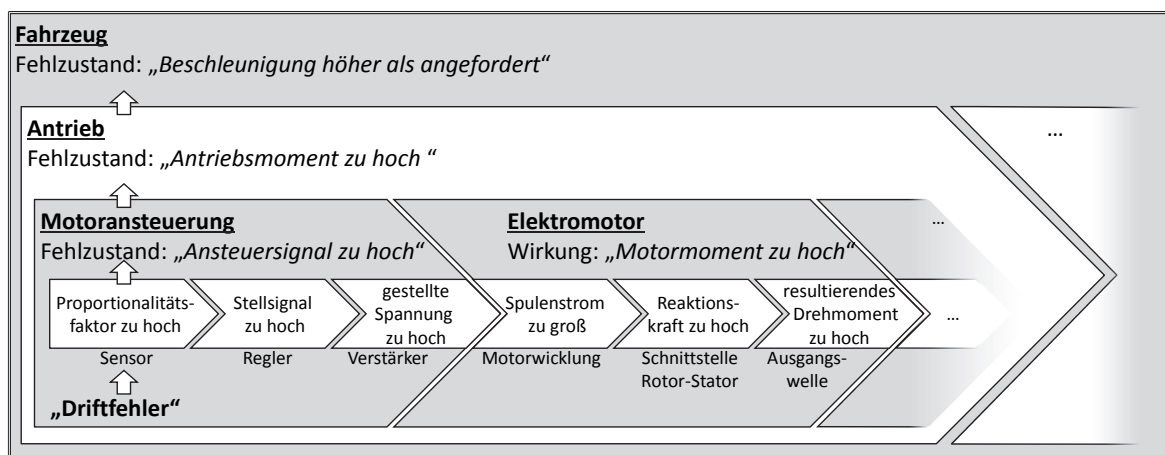 Fahrzeug
Fehlzustand: „Beschleunigung höher als angefordert“
Antrieb
Fehlzustand: „Antriebsmoment zu hoch “
...
Motoransteuerung
Fehlzustand: „Ansteuersignal zu hoch“
Elektromotor
Wirkung: „Motormoment zu hoch“
...
Proportionalitäts-
faktor zu hoch
Stellsignal
zu hoch
gestellte
Spannung
zu hoch
Spulenstrom
zu groß
Reaktions-
kraft zu hoch
resultierendes
Drehmoment
zu hoch
...
Sensor
Regler
Verstärker
Motorwicklung
Schnittstelle
Rotor-Stator
Ausgangs-
welle
„Driftfehler“